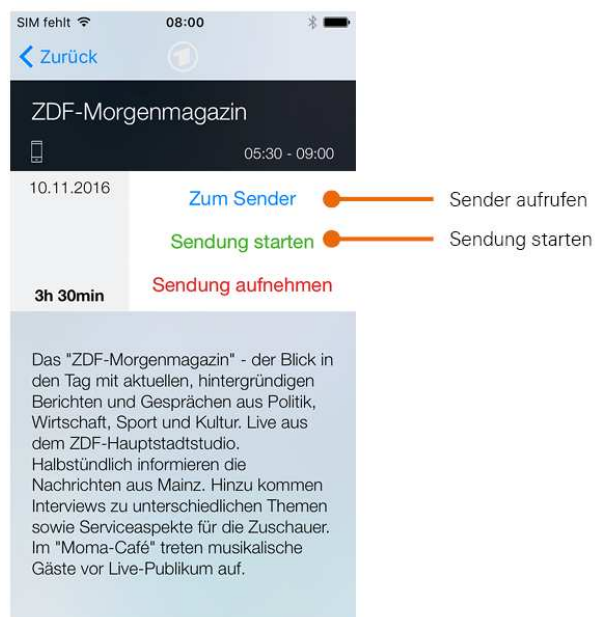 SIM fehlt 08:00
Zurück
ZDF-Morgenmagazin
05:30 - 09:00
10.11.2016
Zum Sender
Sender aufrufen
Sendung starten
Sendung starten
Sendung aufnehmen
3h 30min
Das "ZDF-Morgenmagazin" - der Blick in
den Tag mit aktuellen, hintergründigen
Berichten und Gesprächen aus Politik,
Wirtschaft, Sport und Kultur. Live aus
dem ZDF-Hauptstadtstudio.
Halbstündlich informieren die
Nachrichten aus Mainz. Hinzu kommen
Interviews zu unterschiedlichen Themen
sowie Serviceaspekte für die Zuschauer.
Im "Moma-Café" treten musikalische
Gäste vor Live-Publikum auf.